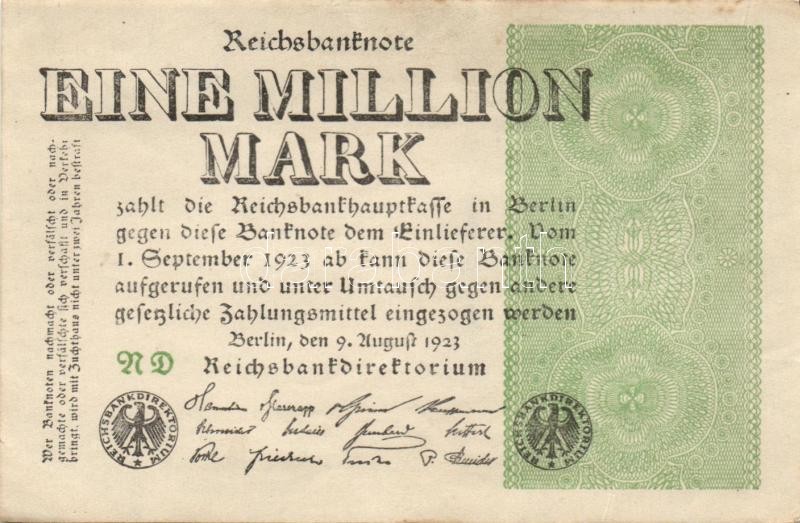 Reichsbanknote
EINE MILLION
MARK
zahlt die Reichsbankhauptkasse in Berlin
gegen diese Banknote dem Einlieferer. Vom
1. September 1923 ab kann diese Banknote
aufgerufen und unter Umtausch gegen andere
gesetzliche Zahlungsmittel eingezogen werden
Berlin, den 9. August 1923
ND Reichsbankdirektorium
REICHSBANKDIREKTORIUM
REICHSBANKDIREKTORIUM
Wer Banknoten nachmacht oder verfälscht oder nach-
gemachte oder verfälschte sich verschafft und in Verkehr
bringt, wird mit Zuchthaus nicht unter zwei Jahren bestraft